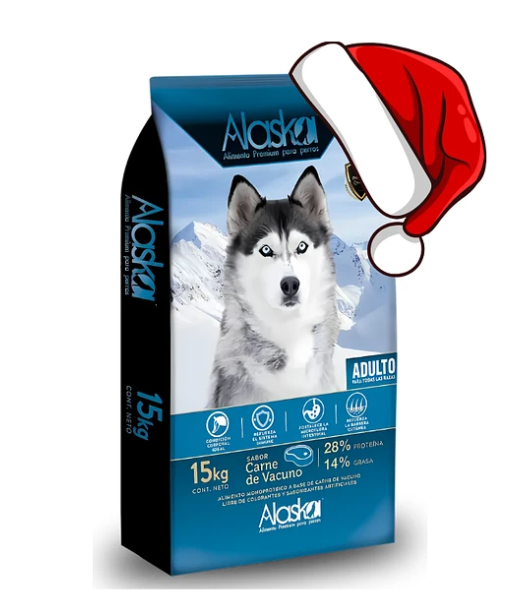 Alaska
Alimento Premium para perros
Alaska
Alimento Premium para perros
15kg
CONT. NETO
ADULTO
PARA TODAS LAS RAZAS
CONDICIÓN
CORPORAL
IDEAL
REFUERZA
EL SISTEMA
INMUNE
FORTALECE LA
MICROFLORA
INTESTINAL
REFUERZA
LA BARRERA
CUTÁNEA
15kg
CONT. NETO
SABOR
Carne
de Vacuno
28% PROTEÍNA
14% GRASA
ALIMENTO MONOPROTEICO A BASE DE CARNE DE VACUNO
LIBRE DE COLORANTES Y SABORIZANTES ARTIFICIALES
Alaska
Alimento Premium para perros